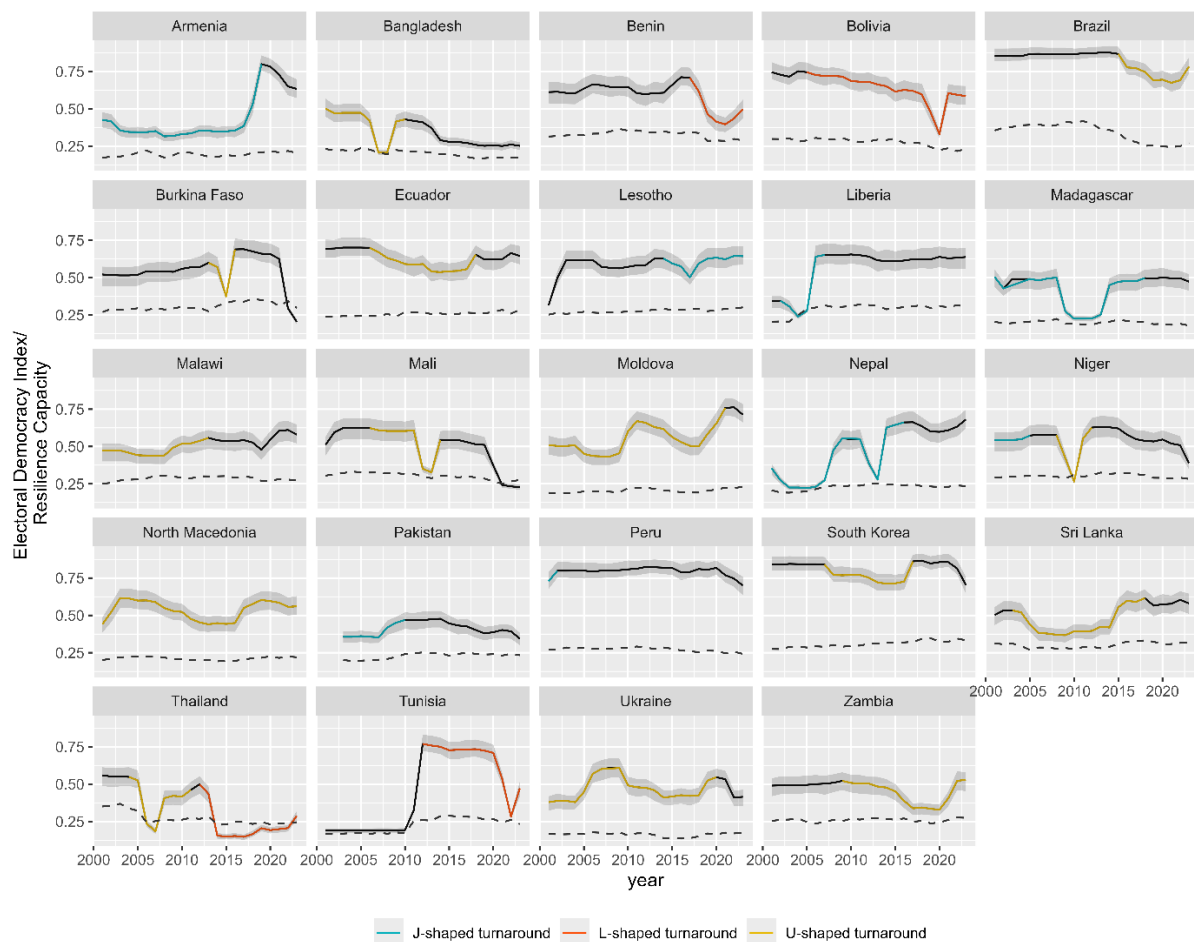 Armenia
Bangladesh
Benin
Bolivia
Brazil
0.75
0.50
0.25
Burkina Faso
Ecuador
Lesotho
Liberia
Madagascar
0.75
0.50
0.25
Malawi
Mali
Moldova
Nepal
Niger
0.75
0.50
0.25
Electoral Democracy Index/
Resilience Capacity
North Macedonia
Pakistan
Peru
South Korea
Sri Lanka
0.75
0.50
0.25
2000 2005 2010 2015 2020
Thailand
Tunisia
Ukraine
Zambia
0.75
0.50
0.25
2000 2005 2010 2015 2020
2000 2005 2010 2015 2020
2000 2005 2010 2015 2020
2000 2005 2010 2015 2020
year
J-shaped turnaround
L-shaped turnaround
U-shaped turnaround